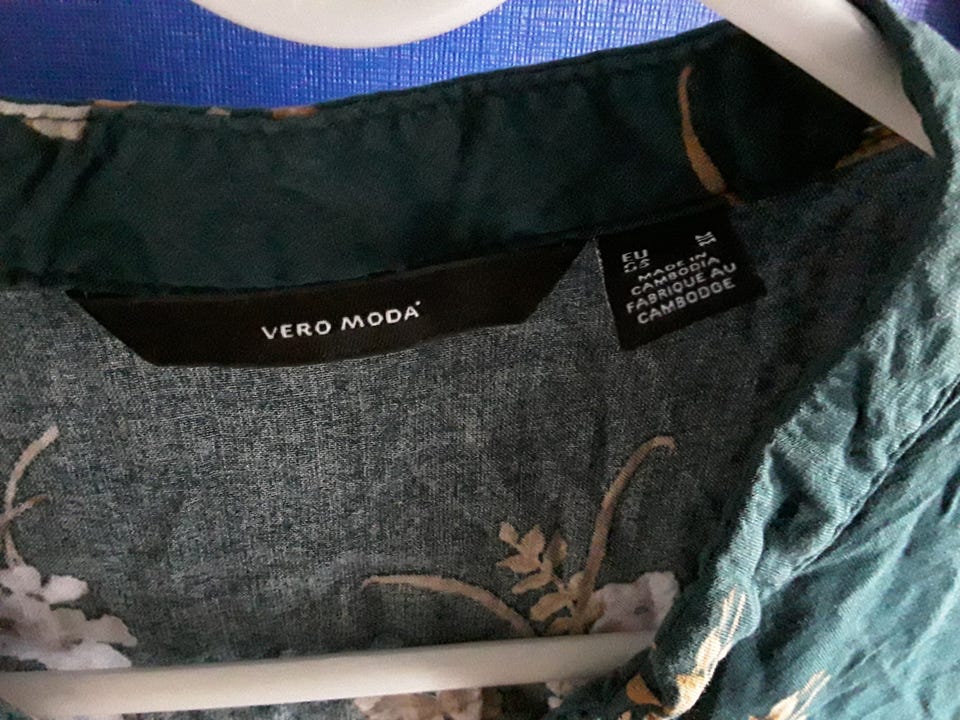 VERO MODA
EU M
MADE IN
CAMBODIA
FABRIQUE AU
CAMBODGE